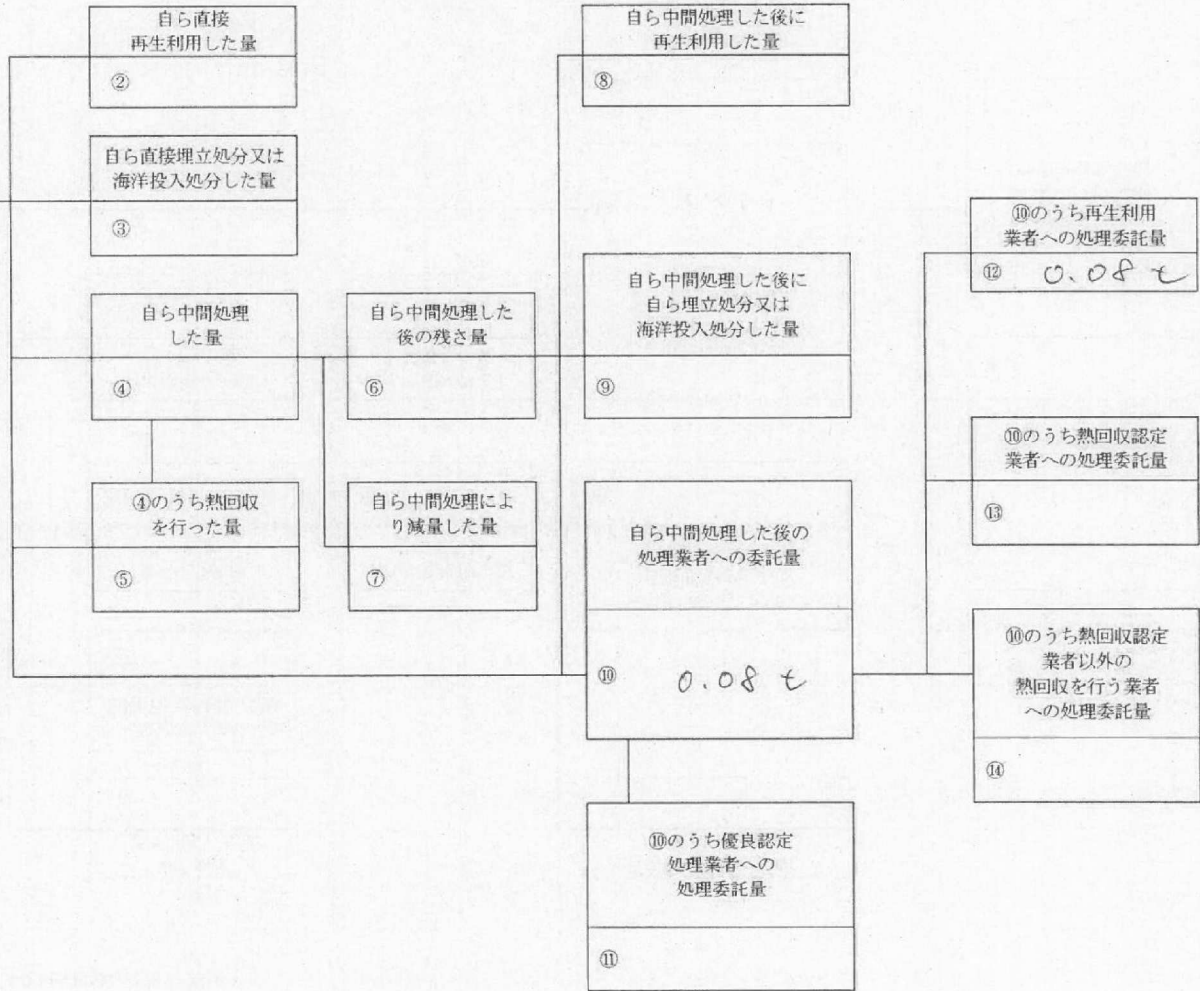 自ら直接
再生利用した量
②
自ら直接埋立処分又は
海洋投入処分した量
③
自ら中間処理
した量
④
④のうち熱回収
を行った量
⑤
自ら中間処理した
後の残さ量
⑥
自ら中間処理によ
り減量した量
⑦
自ら中間処理した後に
再生利用した量
⑧
自ら中間処理した後に
自ら埋立処分又は
海洋投入処分した量
⑨
自ら中間処理した後の
処理業者への委託量
⑩ 0.08 t
⑩のうち優良認定
処理業者への
処理委託量
⑪
⑩のうち再生利用
業者への処理委託量
⑫ 0.08 t
⑩のうち熱回収認定
業者への処理委託量
⑬
⑩のうち熱回収認定
業者以外の
熱回収を行う業者
への処理委託量
⑭